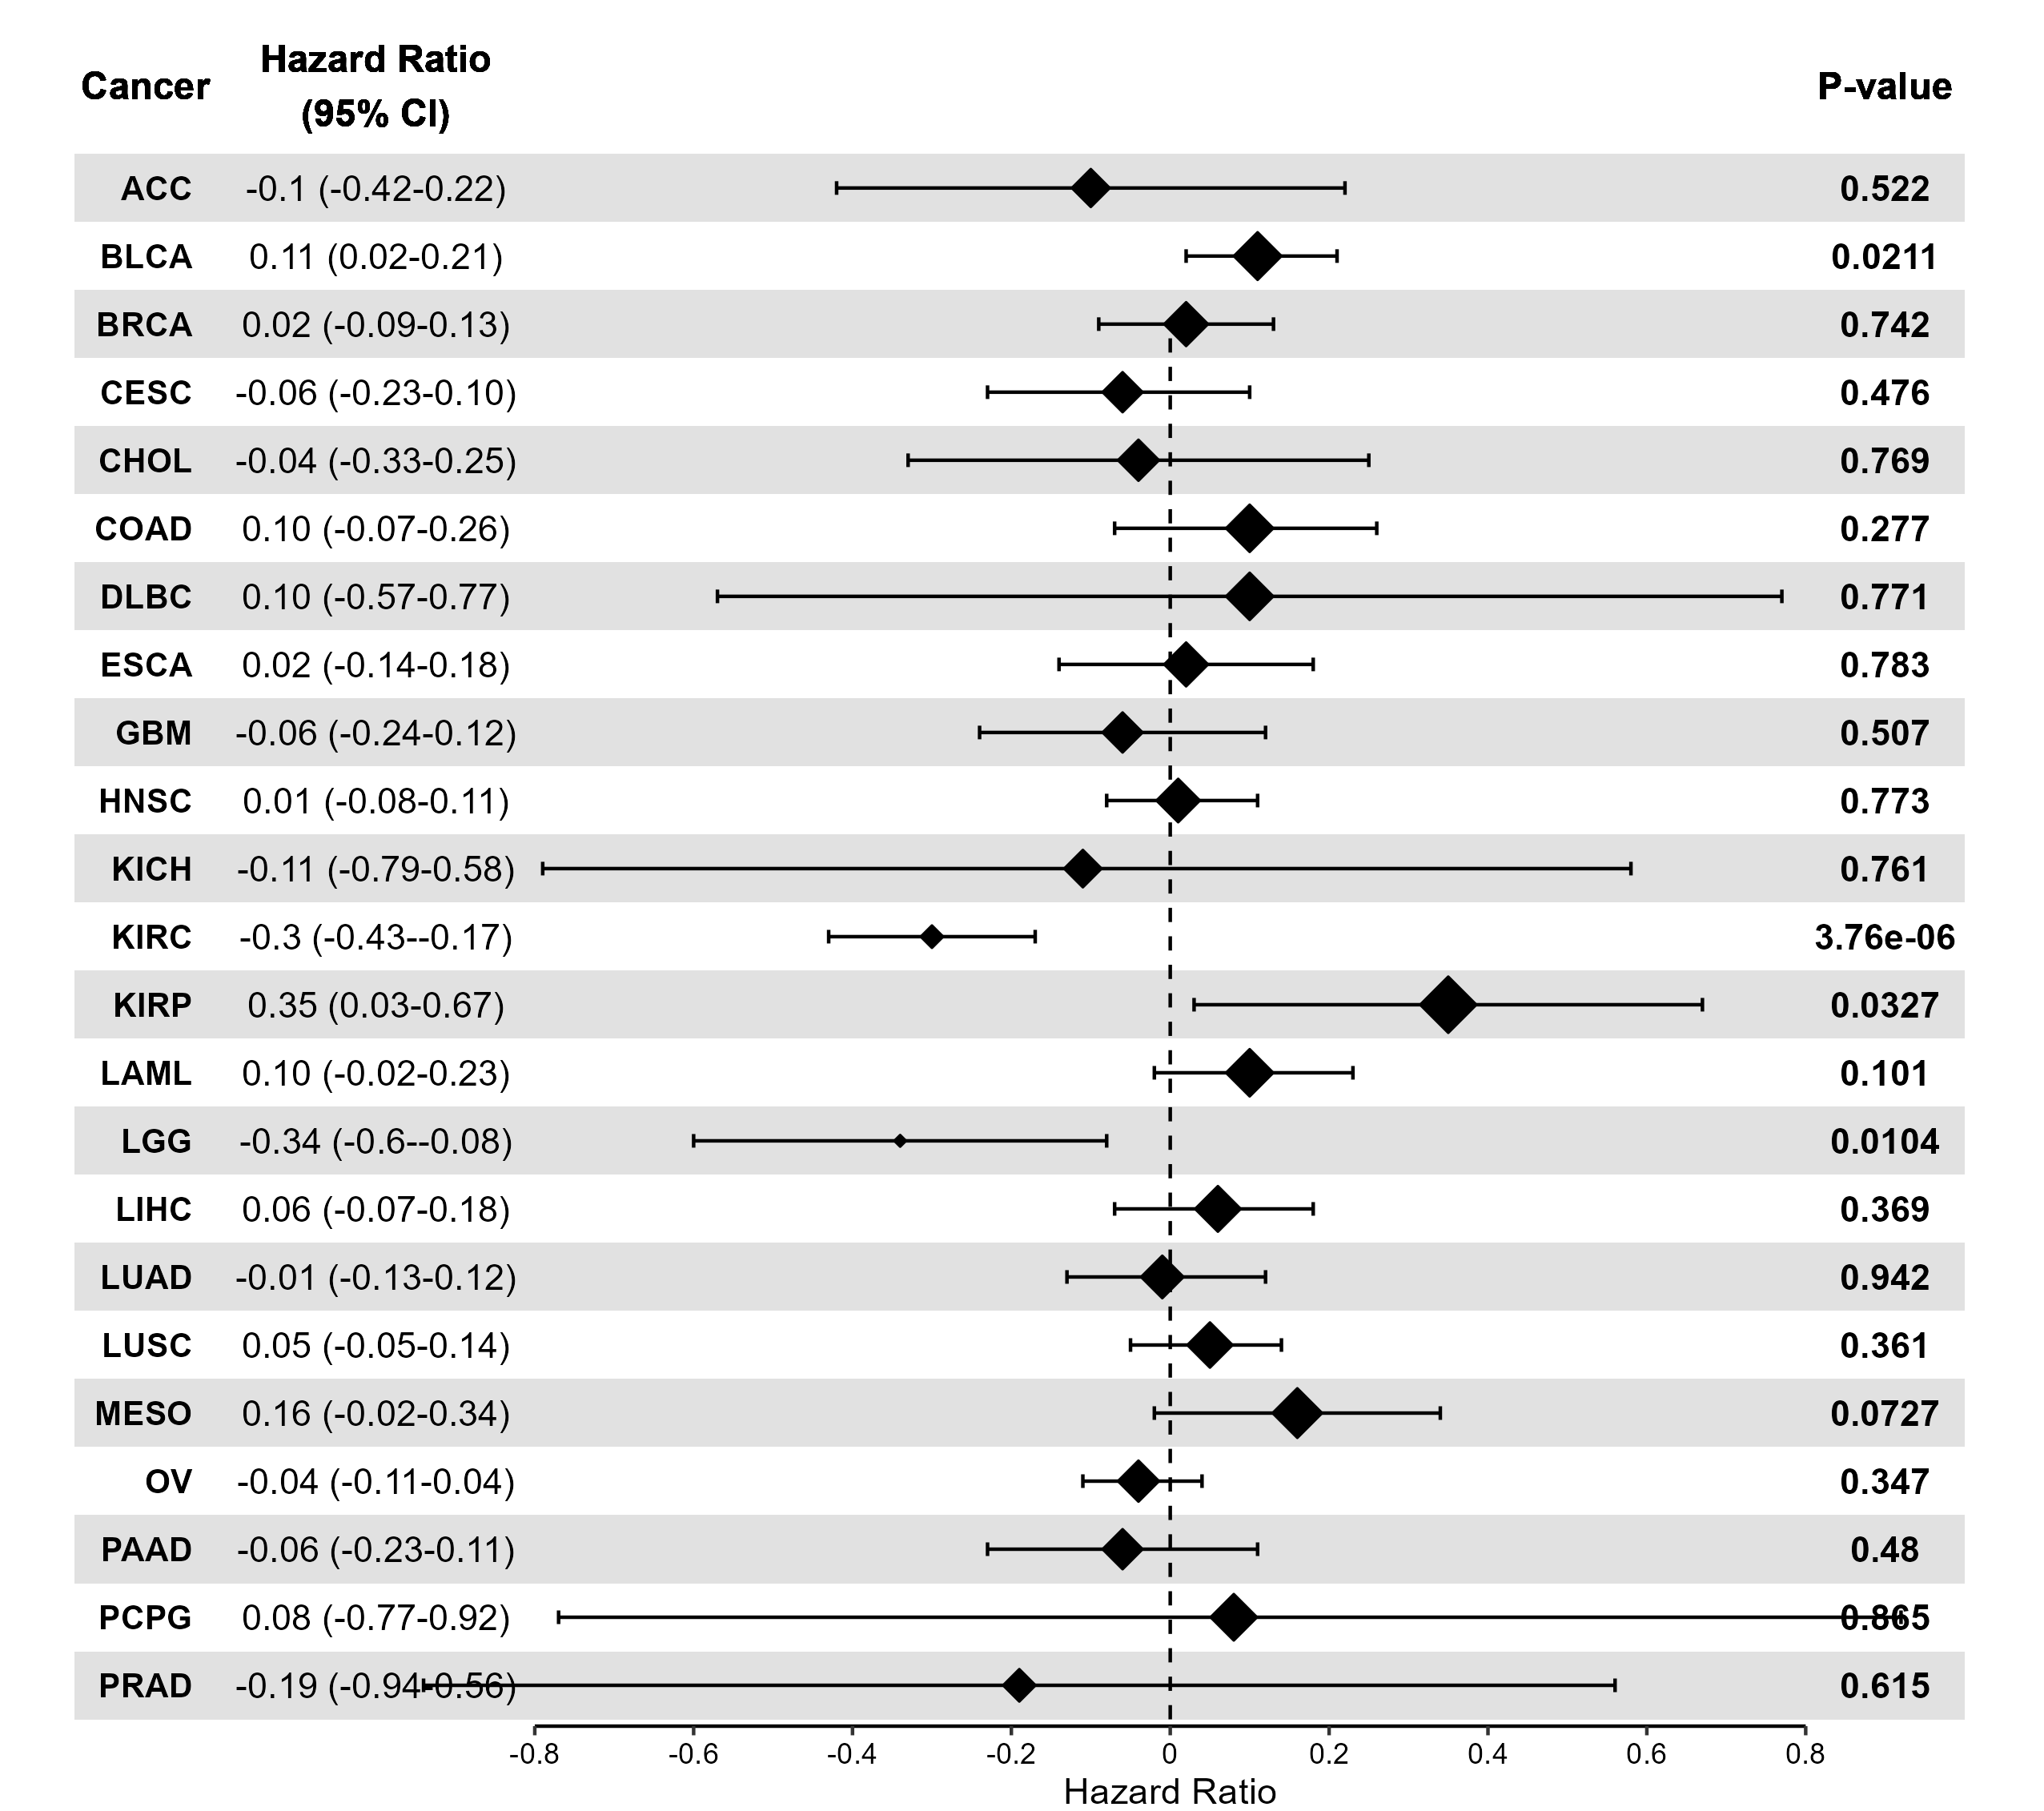 Cancer Hazard Ratio (95% CI) P-value
ACC -0.1 (-0.42-0.22) 0.522
BLCA 0.11 (0.02-0.21) 0.0211
BRCA 0.02 (-0.09-0.13) 0.742
CESC -0.06 (-0.23-0.10) 0.476
CHOL -0.04 (-0.33-0.25) 0.769
COAD 0.10 (-0.07-0.26) 0.277
DLBC 0.10 (-0.57-0.77) 0.771
ESCA 0.02 (-0.14-0.18) 0.783
GBM -0.06 (-0.24-0.12) 0.507
HNSC 0.01 (-0.08-0.11) 0.773
KICH -0.11 (-0.79-0.58) 0.761
KIRC -0.3 (-0.43--0.17) 3.76e-06
KIRP 0.35 (0.03-0.67) 0.0327
LAML 0.10 (-0.02-0.23) 0.101
LGG -0.34 (-0.6--0.08) 0.0104
LIHC 0.06 (-0.07-0.18) 0.369
LUAD -0.01 (-0.13-0.12) 0.942
LUSC 0.05 (-0.05-0.14) 0.361
MESO 0.16 (-0.02-0.34) 0.0727
OV -0.04 (-0.11-0.04) 0.347
PAAD -0.06 (-0.23-0.11) 0.48
PCPG 0.08 (-0.77-0.92) 0.865
PRAD -0.19 (-0.94-0.56) 0.615
-0.8 -0.6 -0.4 -0.2 0 0.2 0.4 0.6 0.8
Hazard Ratio